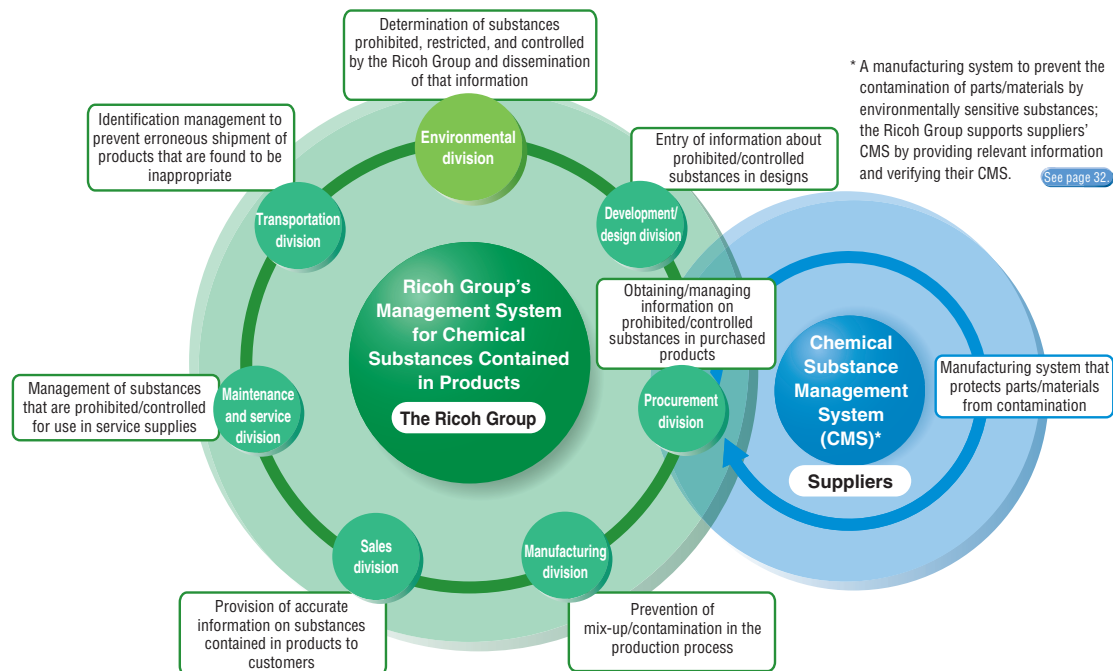 Determination of substances
prohibited, restricted, and controlled
by the Ricoh Group and dissemination
of that information
* A manufacturing system to prevent the
contamination of parts/materials by
environmentally sensitive substances;
the Ricoh Group supports suppliers’
CMS by providing relevant information
and verifying their CMS.
See page 32.
Identification management to
prevent erroneous shipment of
products that are found to be
inappropriate
Environmental
division
Entry of information about
prohibited/controlled
substances in designs
Transportation
division
Development/
design division
Ricoh Group’s
Management System
for Chemical
Substances Contained
in Products
The Ricoh Group
Obtaining/managing
information on
prohibited/controlled
substances in purchased
products
Chemical
Substance
Management
System
(CMS)*
Suppliers
Manufacturing system that
protects parts/materials
from contamination
Management of substances
that are prohibited/controlled
for use in service supplies
Maintenance
and service
division
Procurement
division
Sales
division
Manufacturing
division
Provision of accurate
information on substances
contained in products to
customers
Prevention of
mix-up/contamination in the
production process